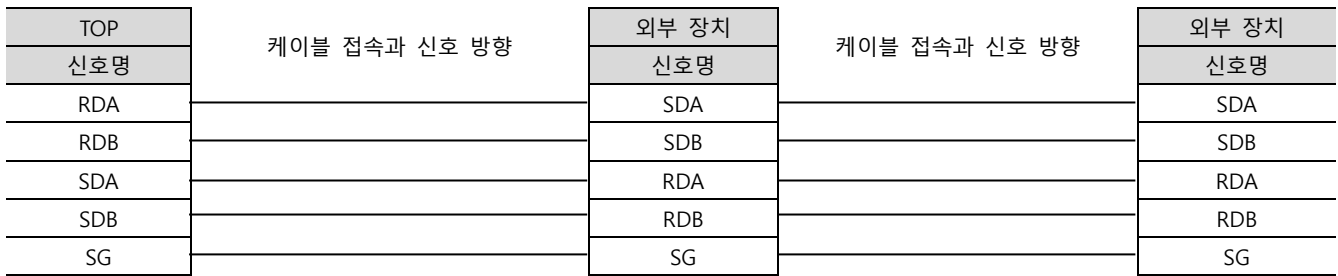 TOP 케이블 접속과 신호 방향 외부 장치 케이블 접속과 신호 방향 외부 장치
신호명 신호명 신호명
RDA SDA SDA
RDB SDB SDB
SDA RDA RDA
SDB RDB RDB
SG SG SG